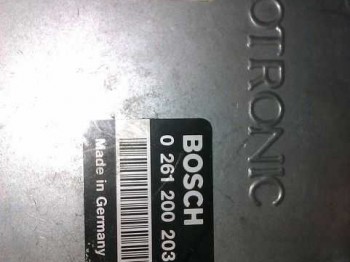 OTRONIC
BOSCH
0 261 200 203
Made in Germany